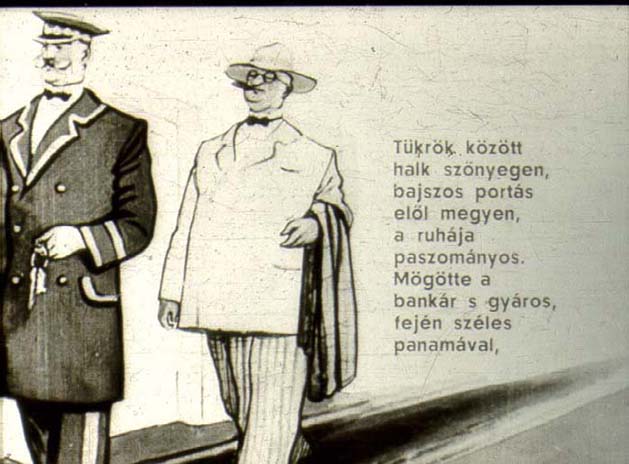 Tükrök között
halk szőnyegen,
bajszos portás
elől megyen,
a ruhája
paszományos.
Mögötte a
bankár s gyáros,
fején széles
panamával,